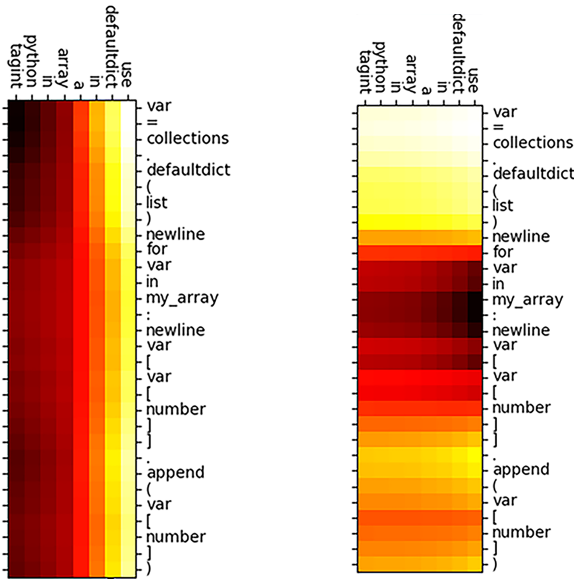 tagint python in array a in defaultdict use
var
=
collections
.
defaultdict
(
list
)
newline
for
var
in
my_array
:
newline
var
[
var
[
number
]
]
.
append
(
var
[
number
]
)
tagint python in array a in defaultdict use
var
=
collections
.
defaultdict
(
list
)
newline
for
var
in
my_array
:
newline
var
[
var
[
number
]
]
.
append
(
var
[
number
]
)